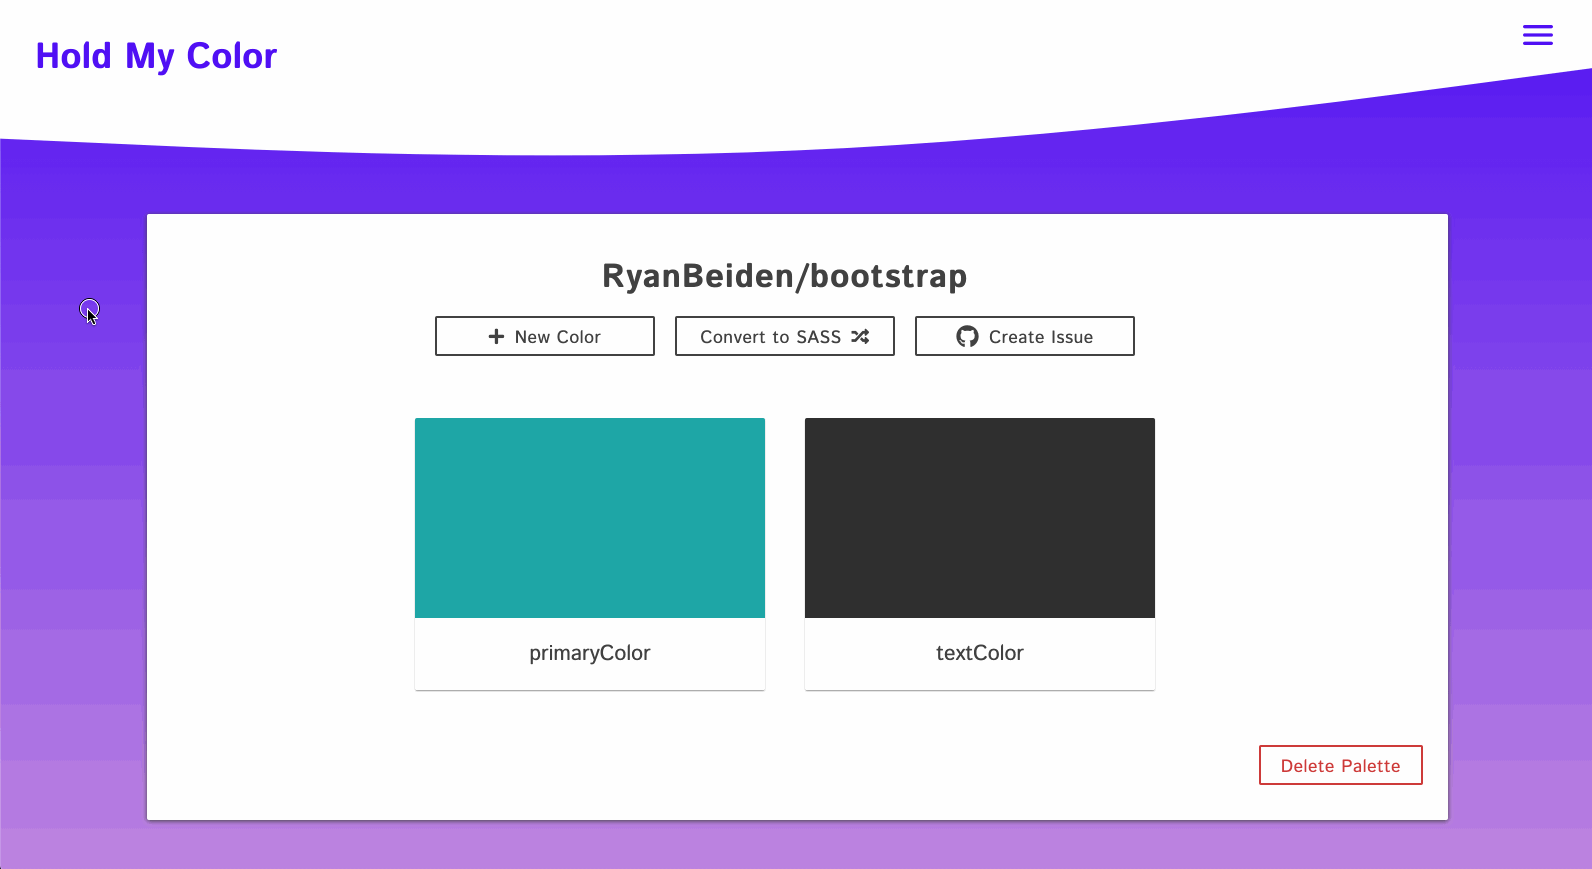 Hold My Color
RyanBeiden/bootstrap
New Color
Convert to SASS
Create Issue
primaryColor
textColor
Delete Palette